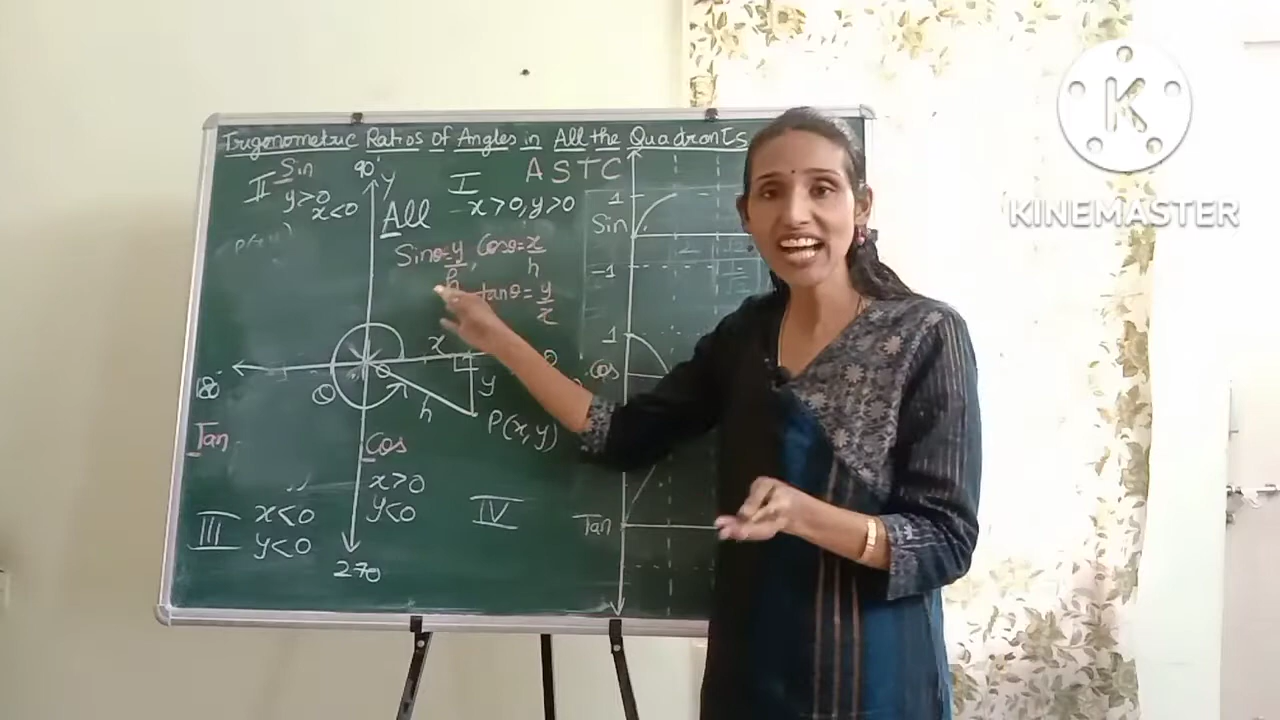 Trigonometric Ratios of Angles in All the Quadrants
II Sin
y>0
x<0
90°
y
All
I
x>0, y>0
A S T C
Sinθ=y/h, Cosθ=x/h
tanθ=y/x
x
y
h
P(x,y)
θ
180°
Tan
Cos
x>0
y<0
III
x<0
y<0
IV
270
1
Sin
-1
1
Cos
Tan
K
KINEMASTER